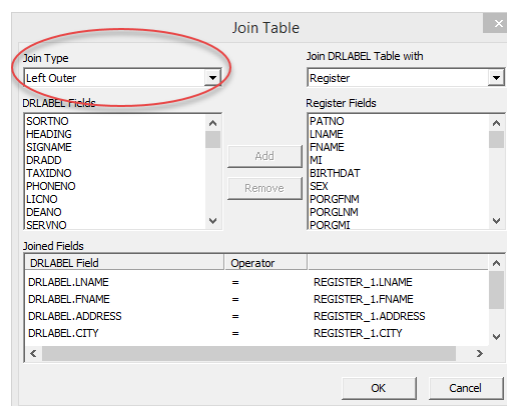 Join Table
Join Type
Join DRLABEL Table with
Left Outer
Register
DRLABEL Fields
Register Fields
SORTNO
HEADING
SIGNAME
DRADD
TAXIDNO
PHONENO
LICNO
DEANO
SERVNO
Add
Remove
PATNO
LNAME
FNAME
MI
BIRTHDAT
SEX
PORGFNM
PORGLNM
PORGMI
Joined Fields
DRLABEL Field Operator
DRLABEL.LNAME = REGISTER_1.LNAME
DRLABEL.FNAME = REGISTER_1.FNAME
DRLABEL.ADDRESS = REGISTER_1.ADDRESS
DRLABEL.CITY = REGISTER_1.CITY
OK Cancel